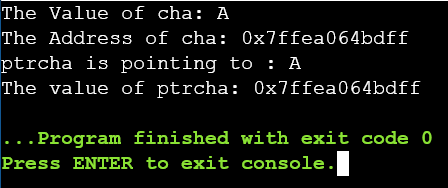 The Value of cha: A
The Address of cha: 0x7ffea064bdff
ptrcha is pointing to : A
The value of ptrcha: 0x7ffea064bdff
...Program finished with exit code 0
Press ENTER to exit console.